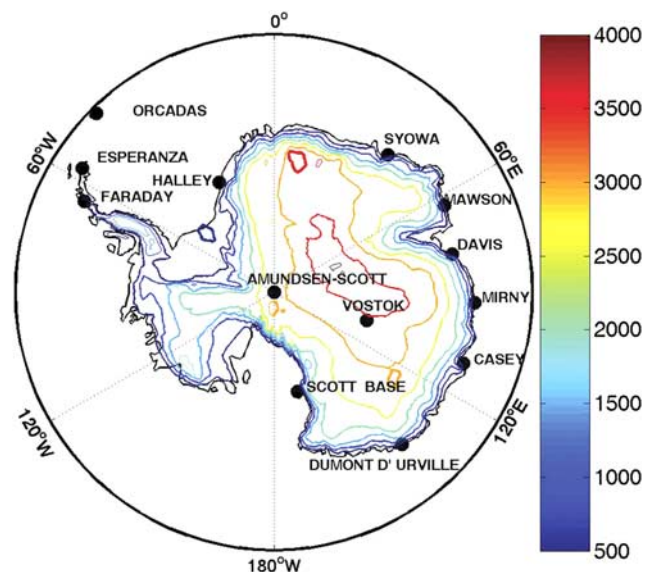 0°
4000
ORCADAS
3500
60°W
ESPERANZA
SYOWA
60°E
HALLEY
FARADAY
MAWSON
3000
DAVIS
2500
AMUNDSEN-SCOTT
VOSTOK
MIRNY
2000
CASEY
SCOTT BASE
1500
120°W
120°E
DUMONT D' URVILLE
1000
180°W
500